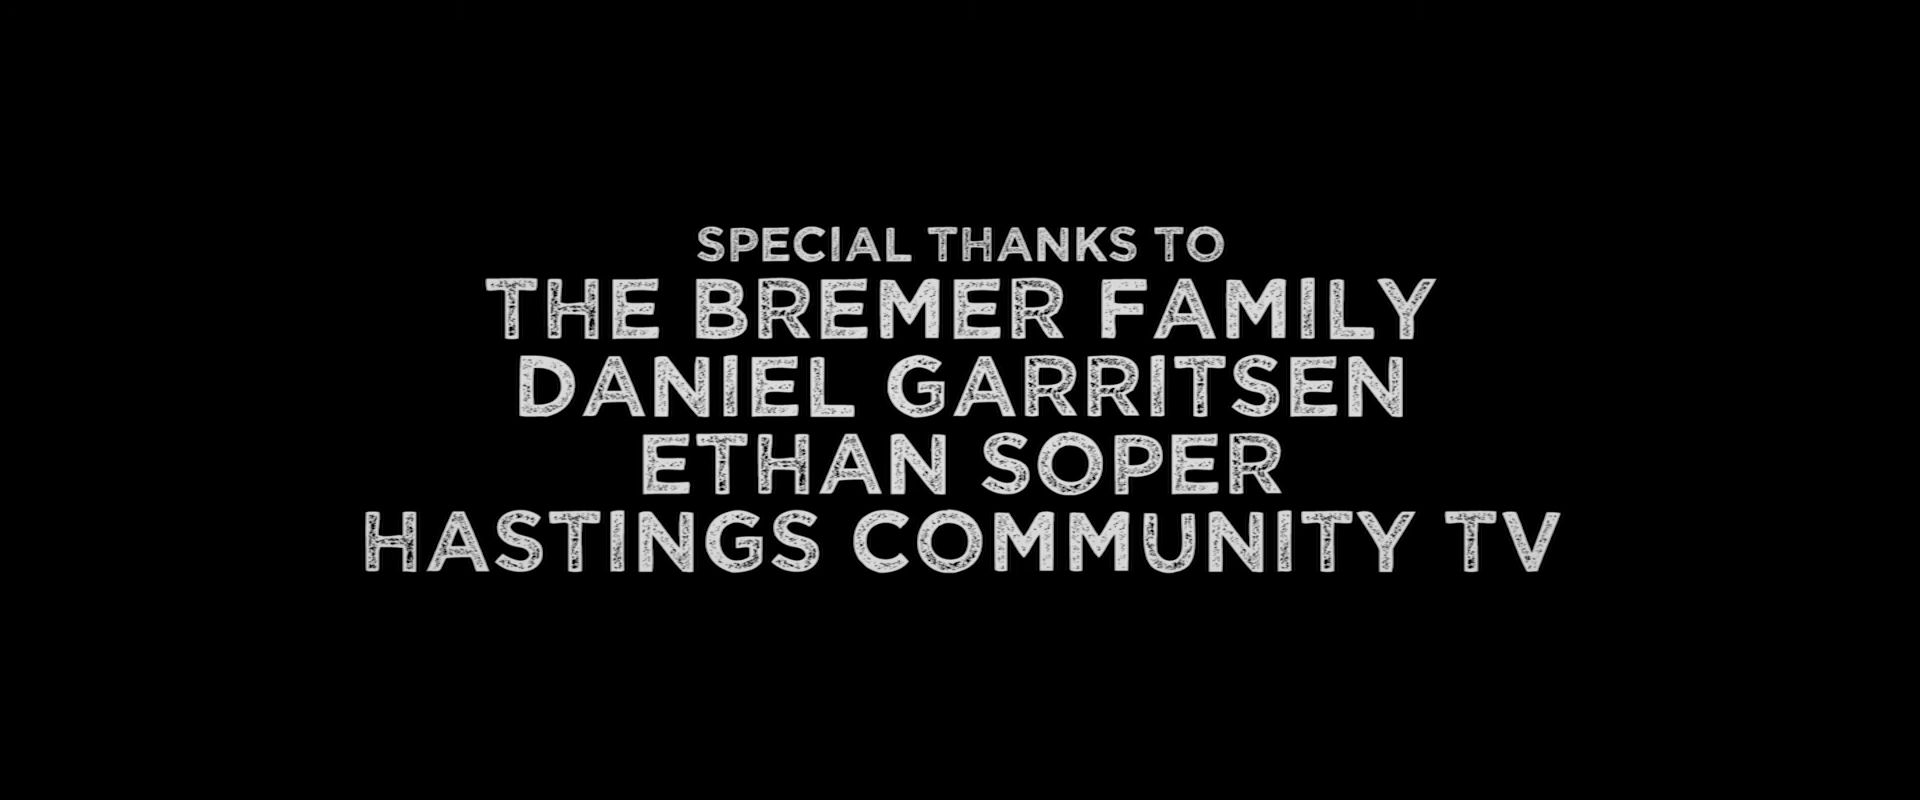 SPECIAL THANKS TO
THE BREMER FAMILY
DANIEL GARRITSEN
ETHAN SOPER
HASTINGS COMMUNITY TV